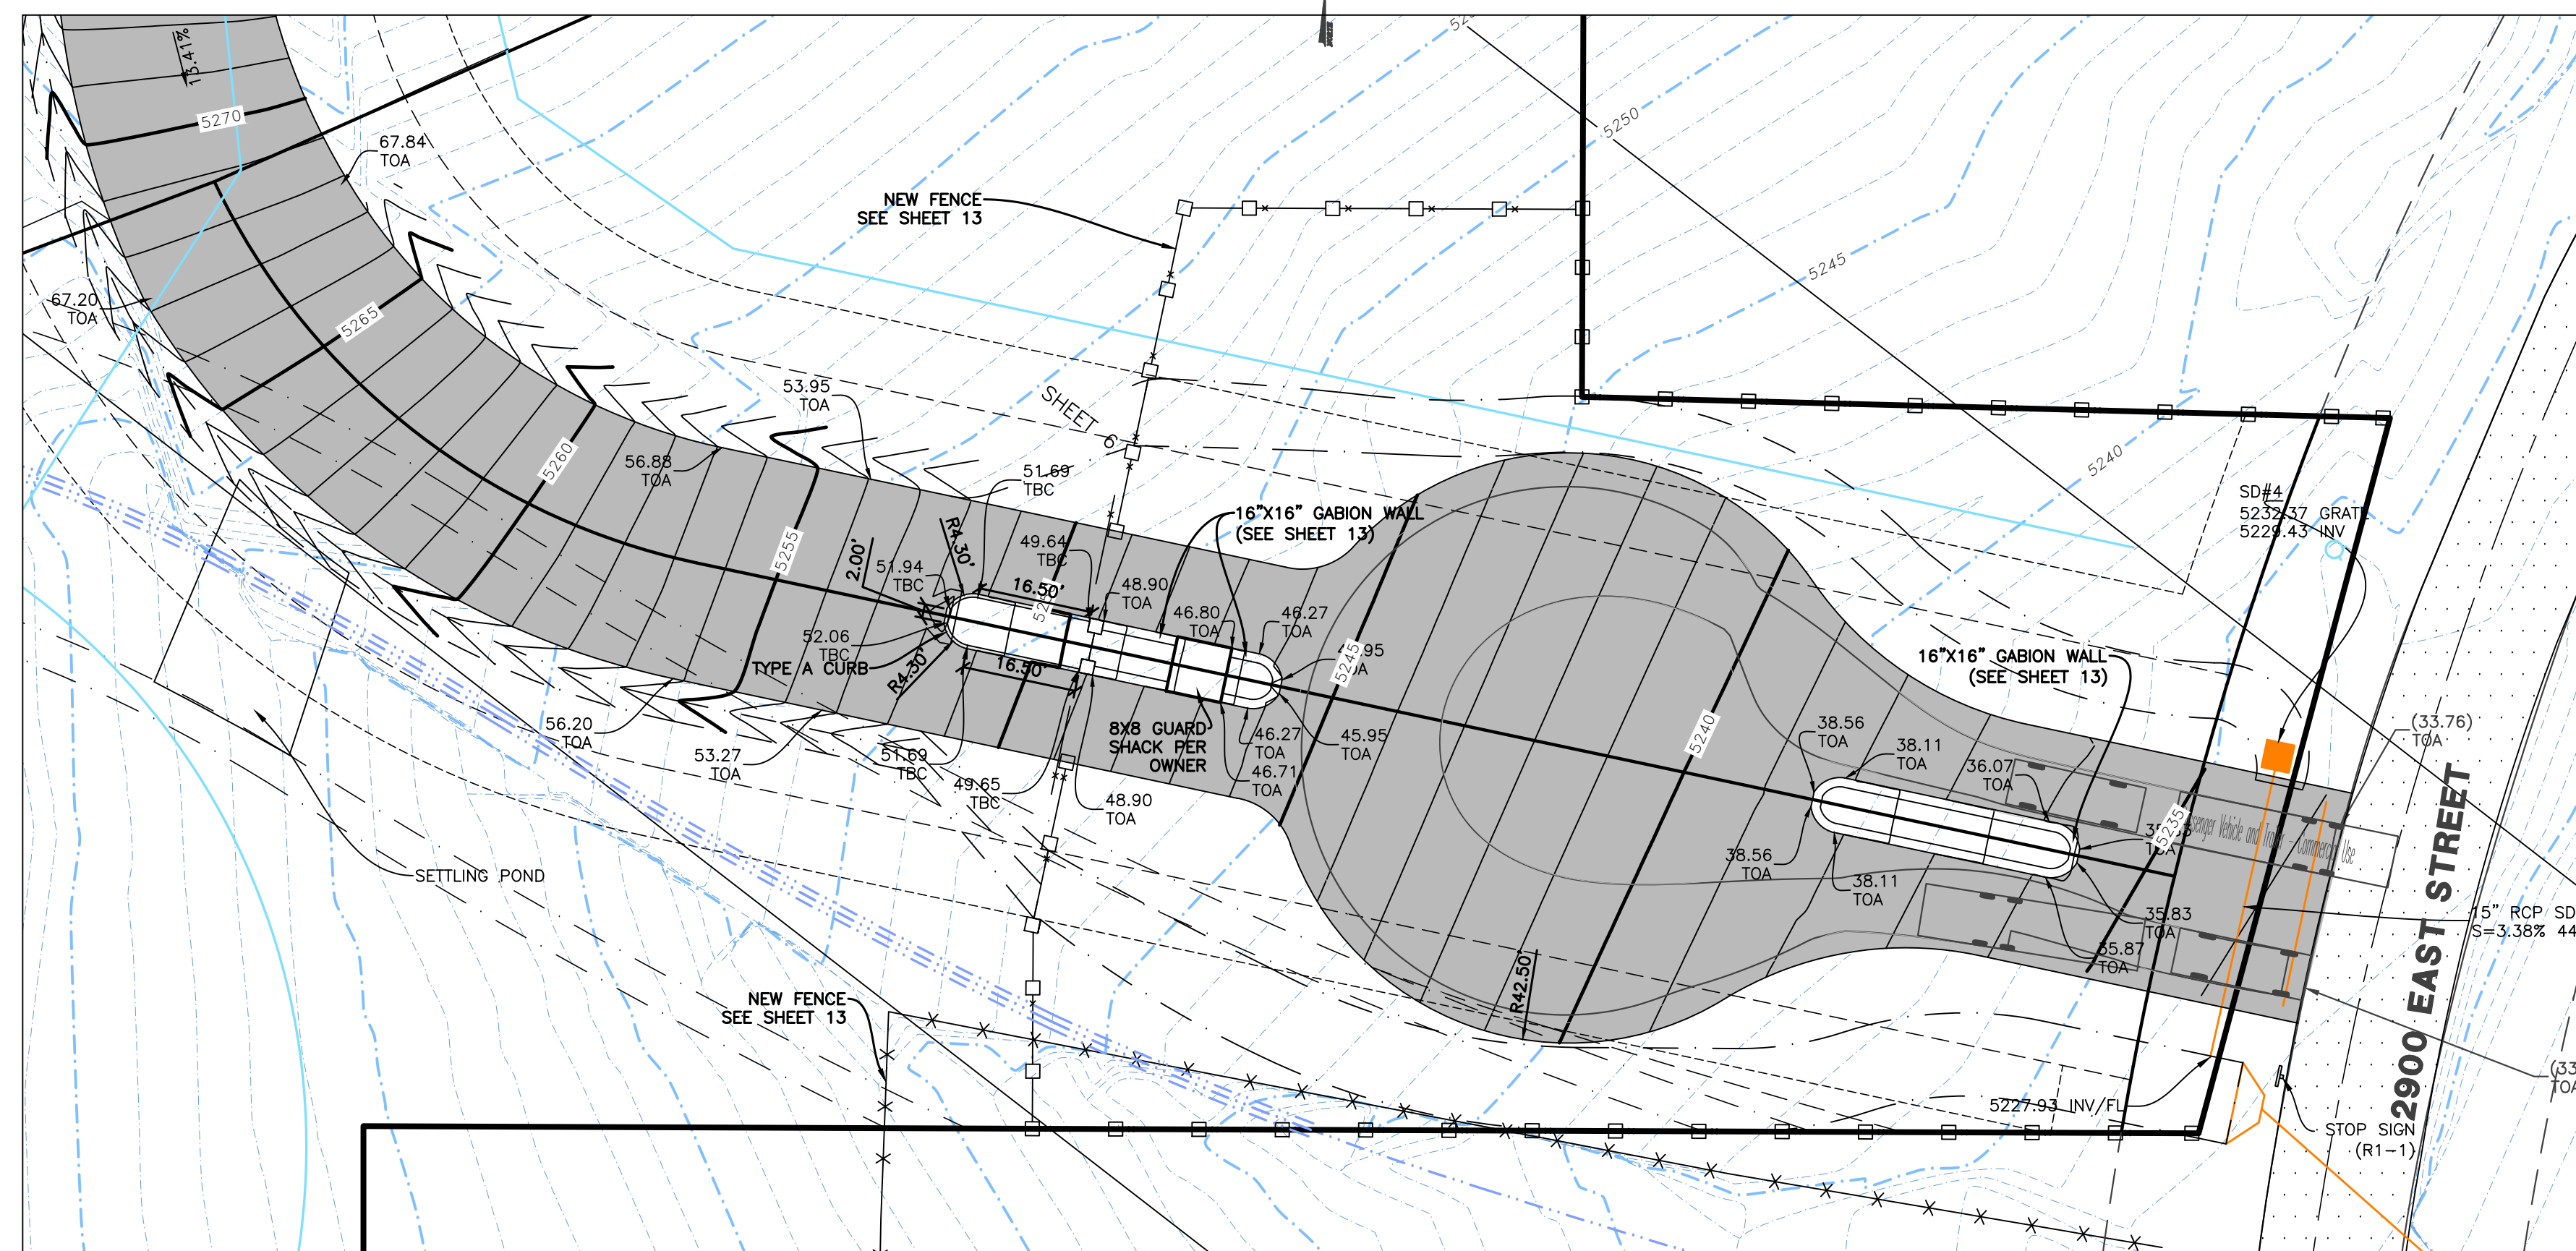 13.41%
5270
67.84
TOA
67.20
TOA
5265
NEW FENCE
SEE SHEET 13
5250
5245
5240
53.95
TOA
SHEET 6
5260
56.88
TOA
51.69
TBC
5255
R4.30'
2.00'
49.64
TBC
16"X16" GABION WALL
(SEE SHEET 13)
51.94
TBC
16.50'
48.90
TOA
46.80
TOA
46.27
TOA
52.06
TBC
TYPE A CURB
R4.30'
16.50'
5245
SD#4
5232.37 GRATE
5229.43 INV
16"X16" GABION WALL
(SEE SHEET 13)
56.20
TOA
53.27
TOA
51.69
TBC
49.65
TBC
48.90
TOA
8X8 GUARD
SHACK PER
OWNER
46.27
TOA
46.71
TOA
45.95
TOA
5240
38.56
TOA
38.11
TOA
36.07
TOA
(33.76)
TOA
5235
Vehicle and Trailer - Commercial Use
38.56
TOA
38.11
TOA
35.83
TOA
35.87
TOA
SETTLING POND
R42.50'
15" RCP SD
S=3.38% 44
NEW FENCE
SEE SHEET 13
5227.93 INV/FL
2900 EAST STREET
STOP SIGN
(R1-1)